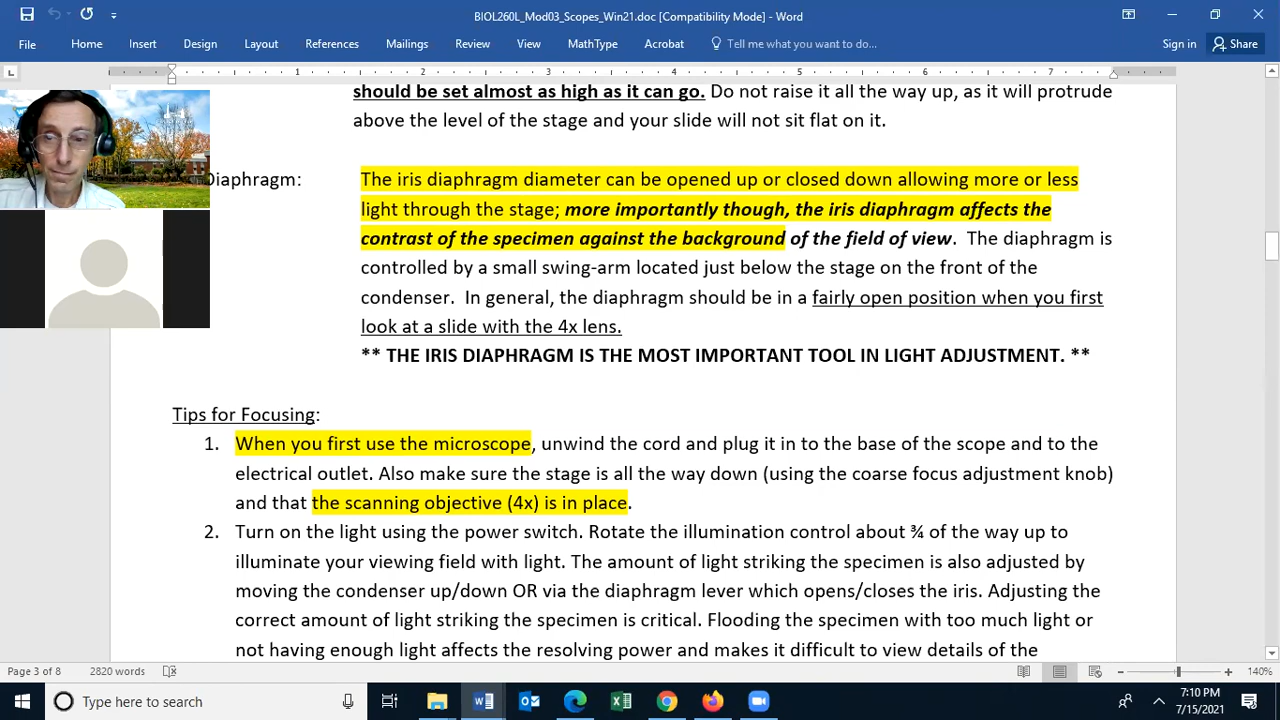 BIOL260L_Mod03_Scopes_Win21.doc [Compatibility Mode] - Word
File Home Insert Design Layout References Mailings Review View MathType Acrobat Tell me what you want to do... Sign in Share
1 2 3 4 5 6 7
should be set almost as high as it can go. Do not raise it all the way up, as it will protrude
above the level of the stage and your slide will not sit flat on it.
Diaphragm: The iris diaphragm diameter can be opened up or closed down allowing more or less
light through the stage; more importantly though, the iris diaphragm affects the
contrast of the specimen against the background of the field of view. The diaphragm is
controlled by a small swing-arm located just below the stage on the front of the
condenser. In general, the diaphragm should be in a fairly open position when you first
look at a slide with the 4x lens.
** THE IRIS DIAPHRAGM IS THE MOST IMPORTANT TOOL IN LIGHT ADJUSTMENT. **
Tips for Focusing:
1. When you first use the microscope, unwind the cord and plug it in to the base of the scope and to the
electrical outlet. Also make sure the stage is all the way down (using the coarse focus adjustment knob)
and that the scanning objective (4x) is in place.
2. Turn on the light using the power switch. Rotate the illumination control about ¾ of the way up to
illuminate your viewing field with light. The amount of light striking the specimen is also adjusted by
moving the condenser up/down OR via the diaphragm lever which opens/closes the iris. Adjusting the
correct amount of light striking the specimen is critical. Flooding the specimen with too much light or
not having enough light affects the resolving power and makes it difficult to view details of the
Page 3 of 8 2820 words 140%
Type here to search 7:10 PM
7/15/2021